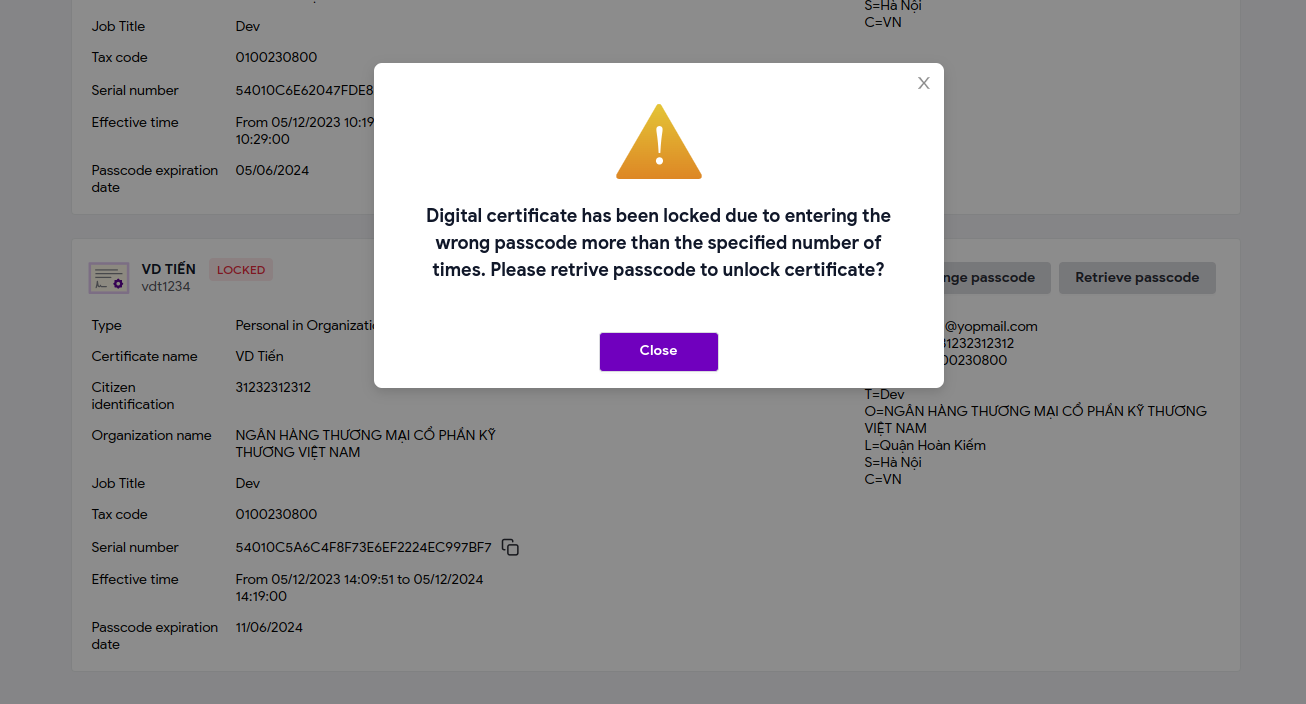 S=Hà Nội
C=VN
Job Title Dev
Tax code 0100230800
Serial number 54010C6E62047FDE8
Effective time From 05/12/2023 10:19
10:29:00
Passcode expiration 05/06/2024
date
X
Digital certificate has been locked due to entering the
wrong passcode more than the specified number of
times. Please retrive passcode to unlock certificate?
Close
VD TIẾN LOCKED
vdt1234
nge passcode Retrieve passcode
Type Personal in Organizatio
Certificate name VD Tiến
Citizen 31232312312
identification
Organization name NGÂN HÀNG THƯƠNG MẠI CỔ PHẦN KỸ
THƯƠNG VIỆT NAM
Job Title Dev
Tax code 0100230800
Serial number 54010C5A6C4F8F73E6EF2224EC997BF7
Effective time From 05/12/2023 14:09:51 to 05/12/2024
14:19:00
Passcode expiration 11/06/2024
date
@yopmail.com
31232312312
00230800
T=Dev
O=NGÂN HÀNG THƯƠNG MẠI CỔ PHẦN KỸ THƯƠNG
VIỆT NAM
L=Quận Hoàn Kiếm
S=Hà Nội
C=VN